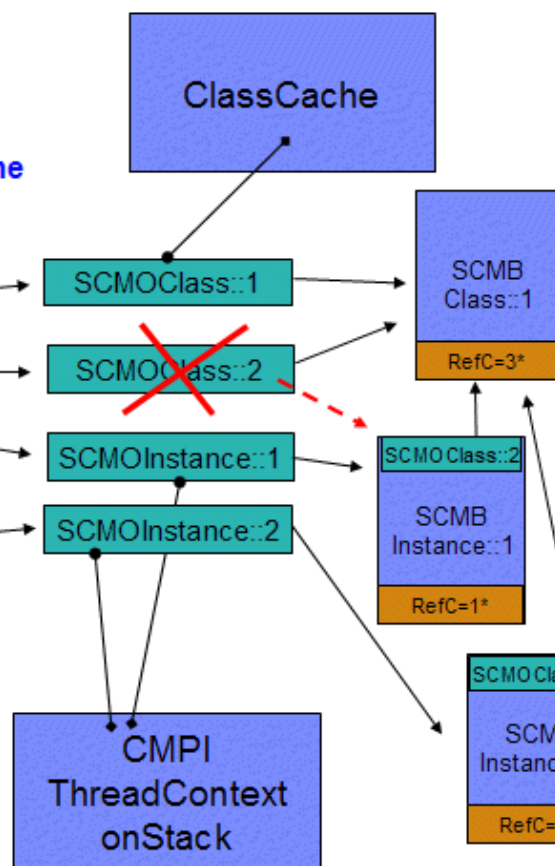 ClassCache
SCMOClass::1
SCMB
Class::1
RefC=3*
SCMOClass::2
SCMOInstance::1
SCMOClass::2
SCMB
Instance::1
RefC=1*
SCMOInstance::2
CMPI
ThreadContext
onStack